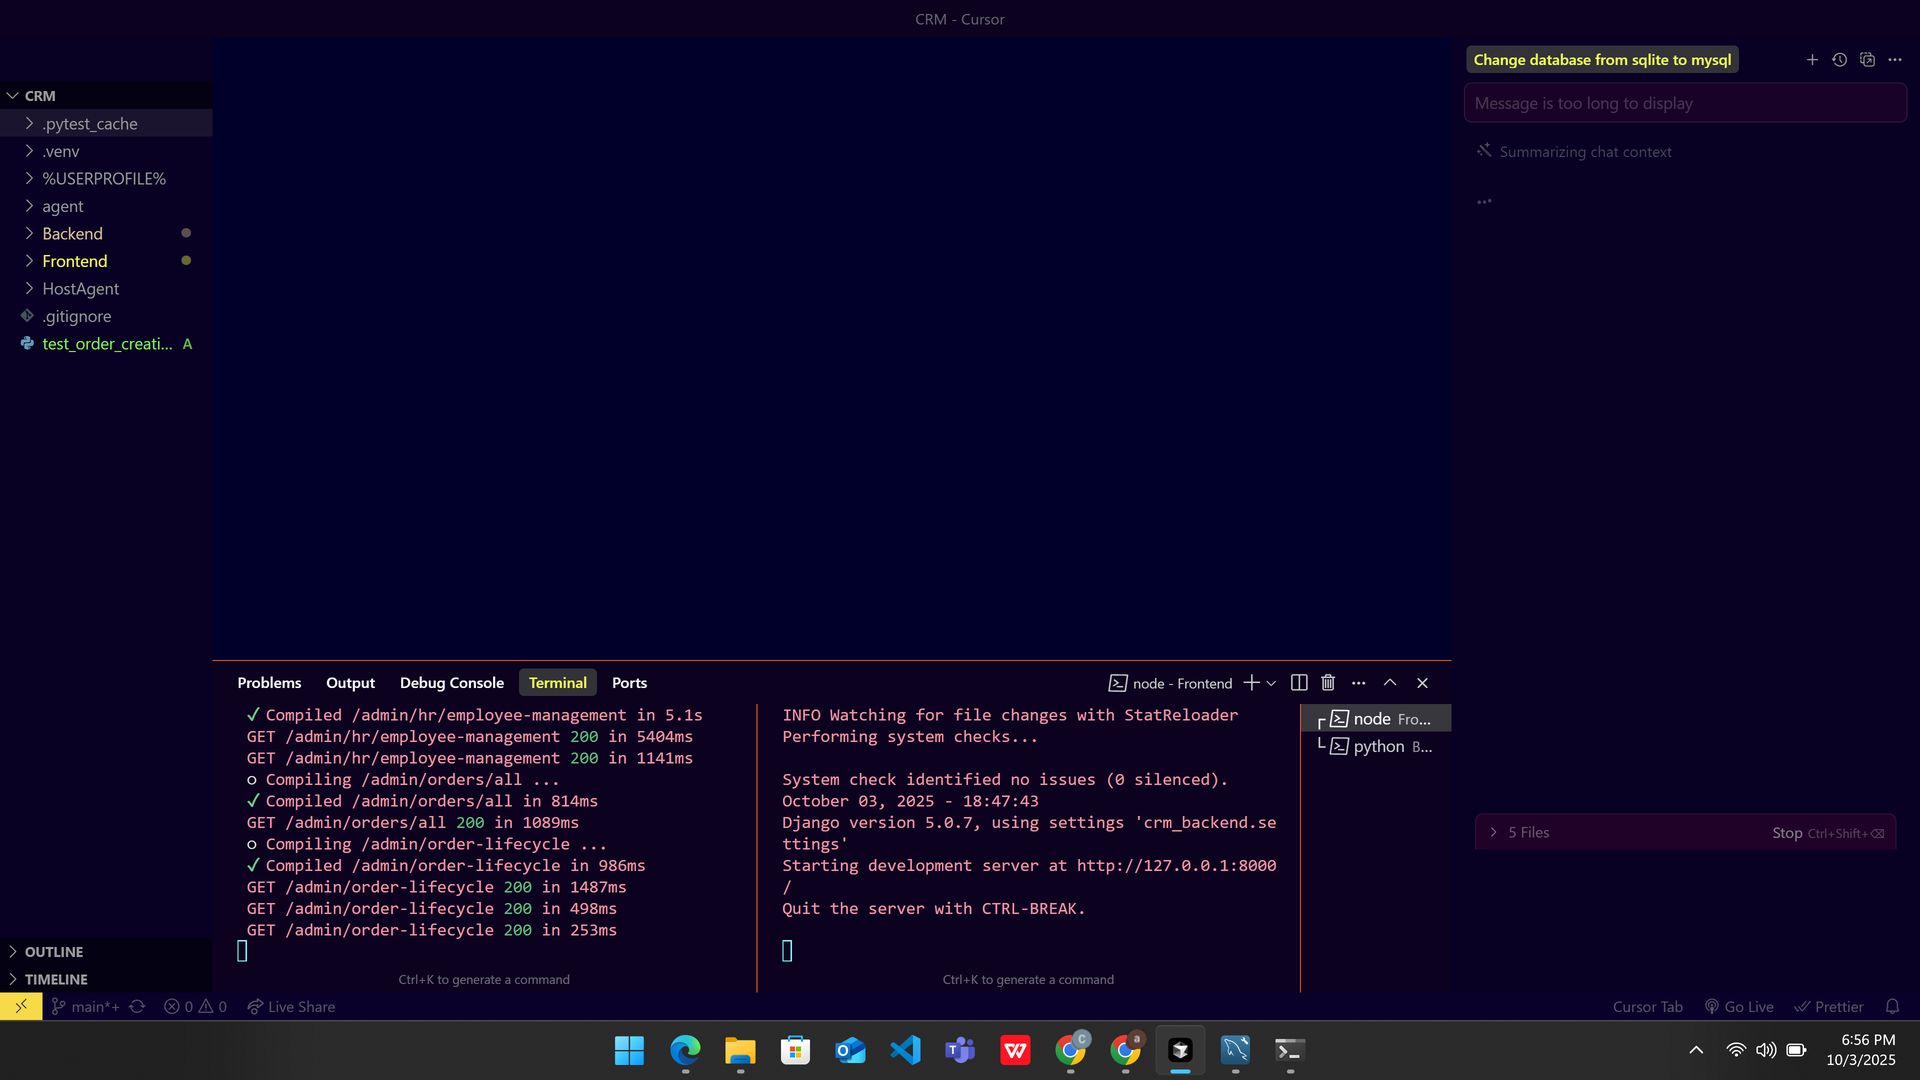 CRM - Cursor
CRM
.pytest_cache
.venv
%USERPROFILE%
agent
Backend
Frontend
HostAgent
.gitignore
test_order_creati... A
OUTLINE
TIMELINE
Change database from sqlite to mysql
Message is too long to display
Summarizing chat context
...
5 Files
Stop Ctrl+Shift+⌫
Problems Output Debug Console Terminal Ports
node - Frontend
✓ Compiled /admin/hr/employee-management in 5.1s
GET /admin/hr/employee-management 200 in 5404ms
GET /admin/hr/employee-management 200 in 1141ms
○ Compiling /admin/orders/all ...
✓ Compiled /admin/orders/all in 814ms
GET /admin/orders/all 200 in 1089ms
○ Compiling /admin/order-lifecycle ...
✓ Compiled /admin/order-lifecycle in 986ms
GET /admin/order-lifecycle 200 in 1487ms
GET /admin/order-lifecycle 200 in 498ms
GET /admin/order-lifecycle 200 in 253ms
Ctrl+K to generate a command
INFO Watching for file changes with StatReloader
Performing system checks...
System check identified no issues (0 silenced).
October 03, 2025 - 18:47:43
Django version 5.0.7, using settings 'crm_backend.se
ttings'
Starting development server at http://127.0.0.1:8000
/
Quit the server with CTRL-BREAK.
Ctrl+K to generate a command
node Fro...
python B...
main*+ 0 0 Live Share
Cursor Tab Go Live Prettier
6:56 PM
10/3/2025